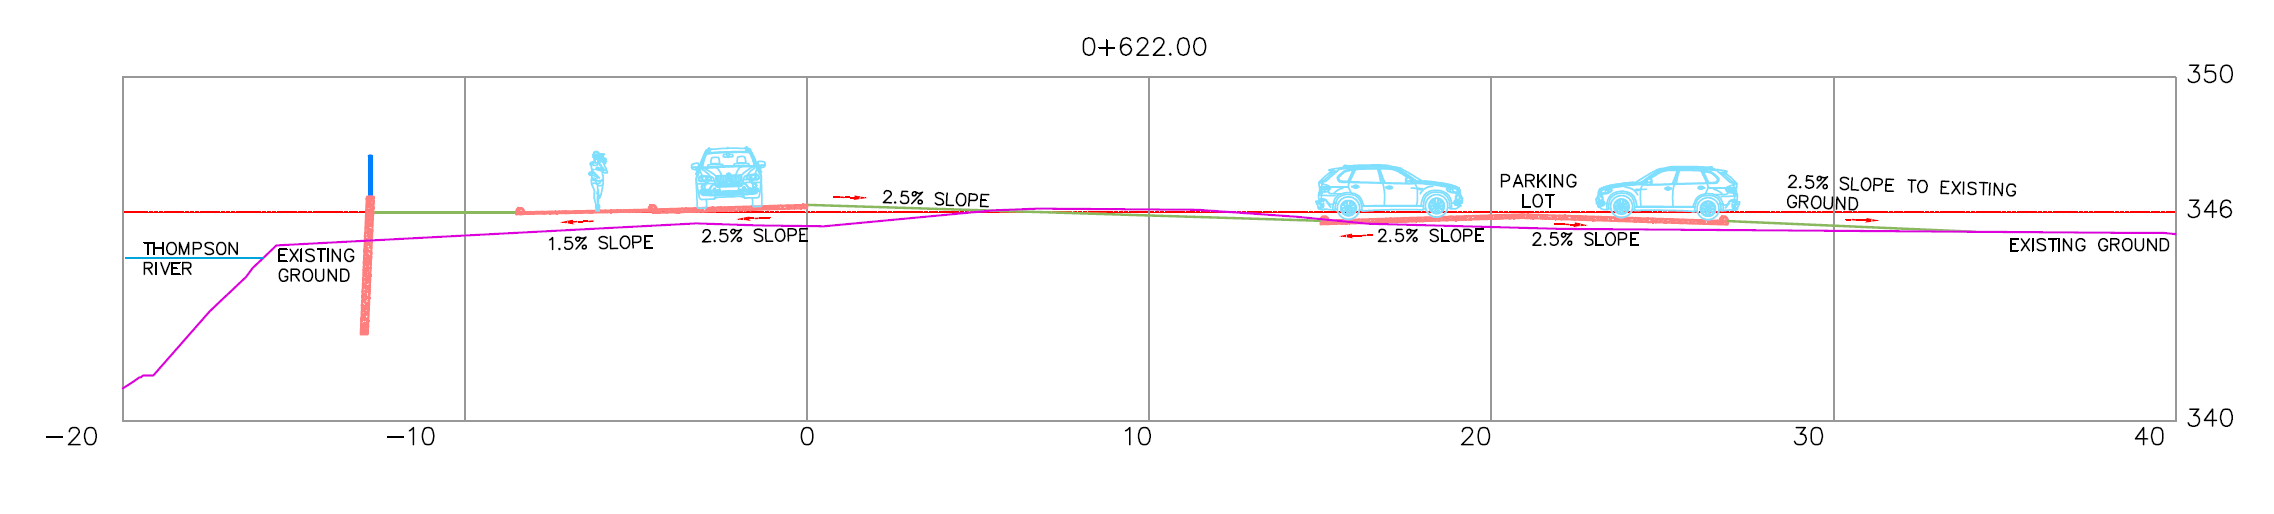 0+622.00
350
PARKING
LOT
2.5% SLOPE TO EXISTING
GROUND
2.5% SLOPE
346
THOMPSON
RIVER
EXISTING
GROUND
1.5% SLOPE
2.5% SLOPE
2.5% SLOPE
2.5% SLOPE
EXISTING GROUND
340
-20
-10
0
10
20
30
40